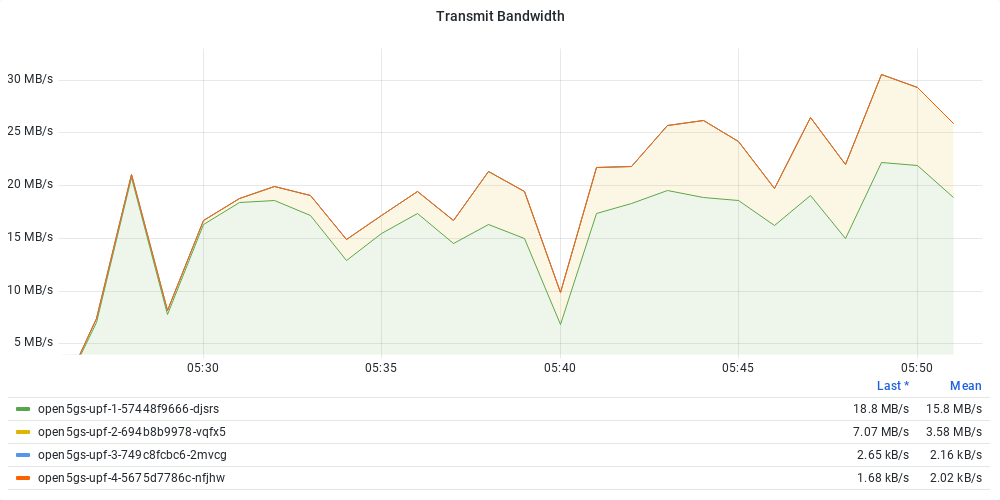 Transmit Bandwidth
30 MB/s
25 MB/s
20 MB/s
15 MB/s
10 MB/s
5 MB/s
05:30 05:35 05:40 05:45 05:50
Last * Mean
open5gs-upf-1-57448f9666-djsrs 18.8 MB/s 15.8 MB/s
open5gs-upf-2-694b8b9978-vqfx5 7.07 MB/s 3.58 MB/s
open5gs-upf-3-749c8fcbc6-2mvcg 2.65 kB/s 2.16 kB/s
open5gs-upf-4-5675d7786c-nfjhw 1.68 kB/s 2.02 kB/s